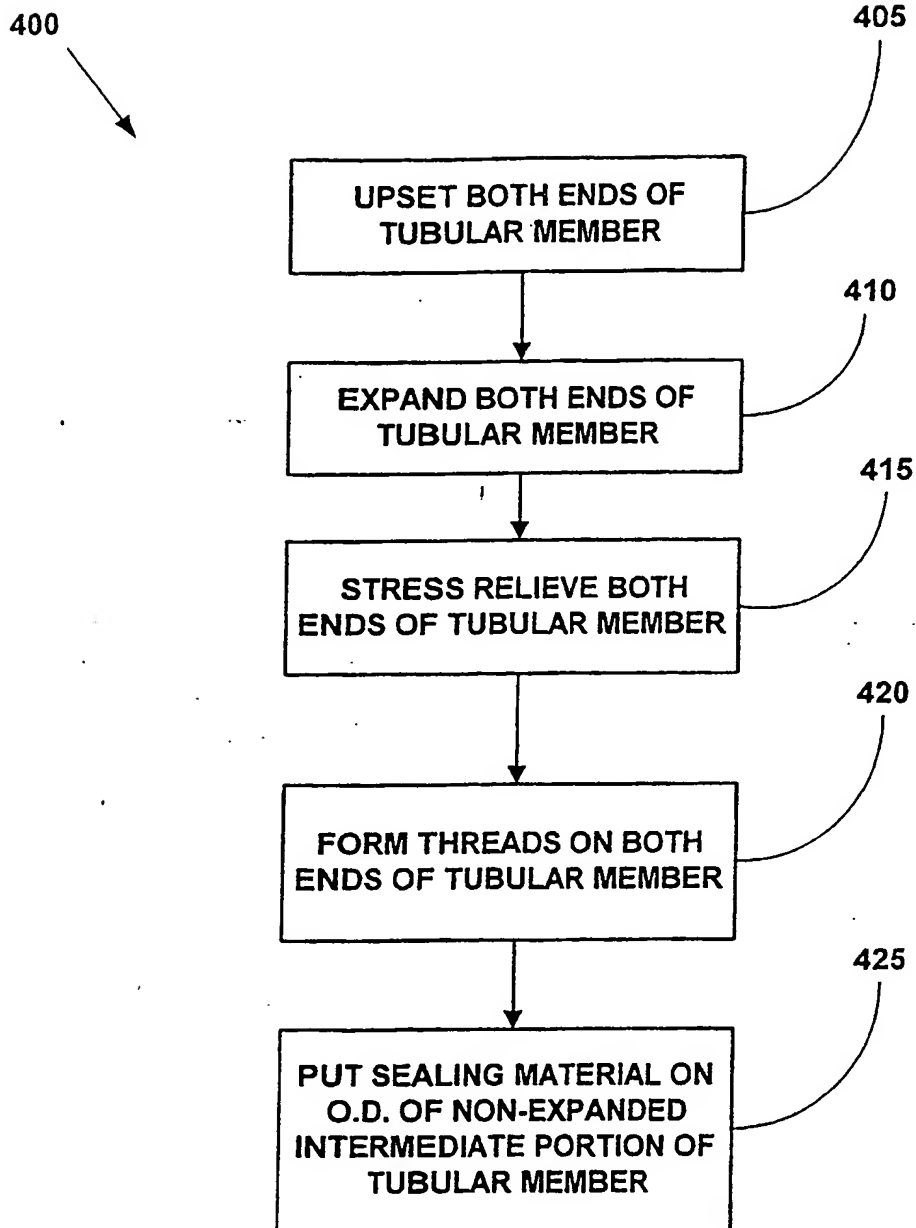 400
405
UPSET BOTH ENDS OF
TUBULAR MEMBER
410
EXPAND BOTH ENDS OF
TUBULAR MEMBER
415
STRESS RELIEVE BOTH
ENDS OF TUBULAR MEMBER
420
FORM THREADS ON BOTH
ENDS OF TUBULAR MEMBER
425
PUT SEALING MATERIAL ON
O.D. OF NON-EXPANDED
INTERMEDIATE PORTION OF
TUBULAR MEMBER